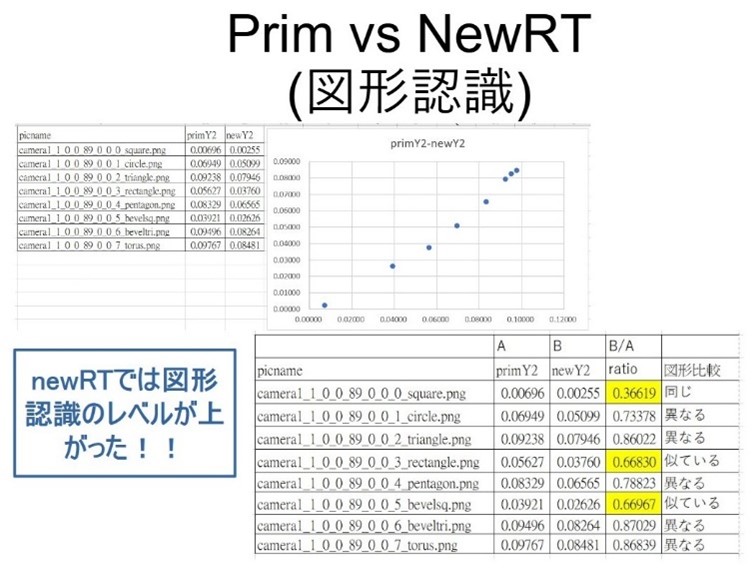 Prim vs NewRT
(図形認識)
picname primY2 newY2
camera1_1_0_0_89_0_0_0_square.png 0.00696 0.00255
camera1_1_0_0_89_0_0_1_circle.png 0.06949 0.05099
camera1_1_0_0_89_0_0_2_triangle.png 0.09238 0.07946
camera1_1_0_0_89_0_0_3_rectangle.png 0.05627 0.03760
camera1_1_0_0_89_0_0_4_pentagon.png 0.08329 0.06565
camera1_1_0_0_89_0_0_5_bevelsq.png 0.03921 0.02626
camera1_1_0_0_89_0_0_6_beveltri.png 0.09496 0.08264
camera1_1_0_0_89_0_0_7_torus.png 0.09767 0.08481
primY2-newY2
0.09000
0.08000
0.07000
0.06000
0.05000
0.04000
0.03000
0.02000
0.01000
0.00000
0.00000 0.02000 0.04000 0.06000 0.08000 0.10000 0.12000
newRTでは図形
認識のレベルが上
がった！！
A B B/A
picname primY2 newY2 ratio 図形比較
camera1_1_0_0_89_0_0_0_square.png 0.00696 0.00255 0.36619 同じ
camera1_1_0_0_89_0_0_1_circle.png 0.06949 0.05099 0.73378 異なる
camera1_1_0_0_89_0_0_2_triangle.png 0.09238 0.07946 0.86022 異なる
camera1_1_0_0_89_0_0_3_rectangle.png 0.05627 0.03760 0.66830 似ている
camera1_1_0_0_89_0_0_4_pentagon.png 0.08329 0.06565 0.78823 異なる
camera1_1_0_0_89_0_0_5_bevelsq.png 0.03921 0.02626 0.66967 似ている
camera1_1_0_0_89_0_0_6_beveltri.png 0.09496 0.08264 0.87029 異なる
camera1_1_0_0_89_0_0_7_torus.png 0.09767 0.08481 0.86839 異なる